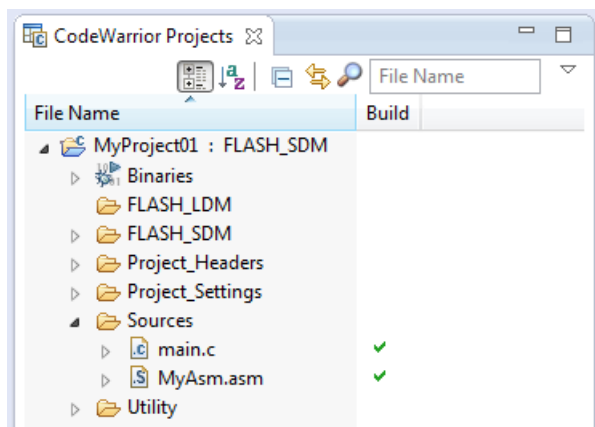 CodeWarrior Projects
File Name
File Name Build
MyProject01 : FLASH_SDM
Binaries
FLASH_LDM
FLASH_SDM
Project_Headers
Project_Settings
Sources
.c main.c
.S MyAsm.asm
Utility